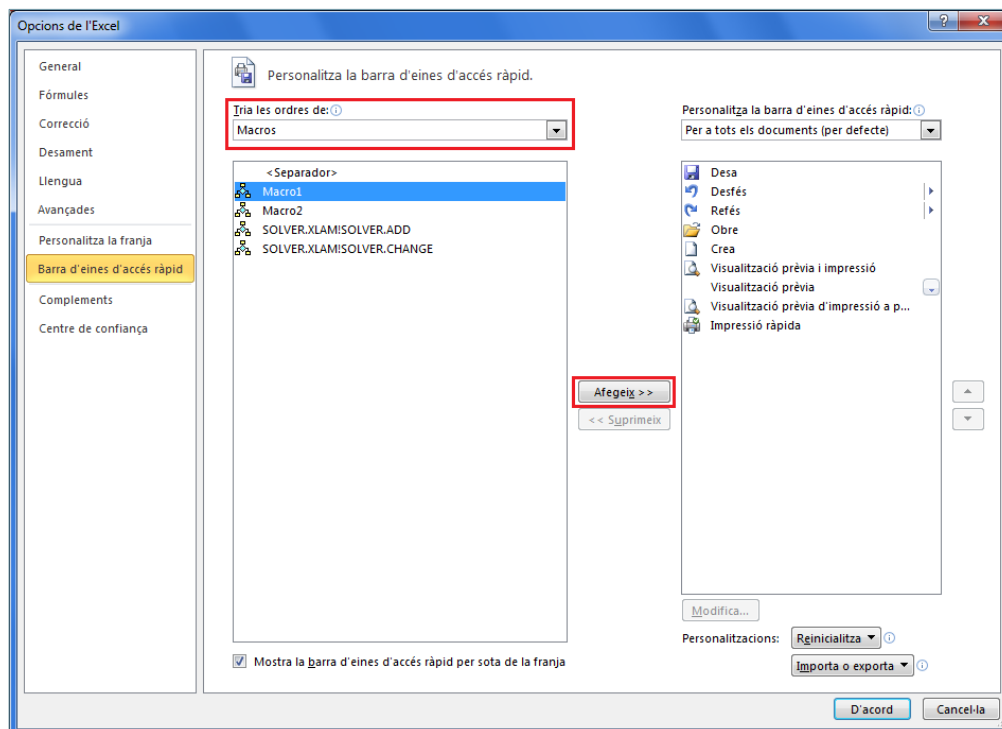 Opcions de l'Excel
General
Fórmules
Correcció
Desament
Llengua
Avançades
Personalitza la franja
Barra d'eines d'accés ràpid
Complements
Centre de confiança
Personalitza la barra d'eines d'accés ràpid.
Tria les ordres de:
Macros
<Separador>
Macro1
Macro2
SOLVER.XLAM!SOLVER.ADD
SOLVER.XLAM!SOLVER.CHANGE
Mostra la barra d'eines d'accés ràpid per sota de la franja
Afegeix >>
<< Suprimeix
Personalitza la barra d'eines d'accés ràpid:
Per a tots els documents (per defecte)
Desa
Desfés
Refés
Obre
Crea
Visualització prèvia i impressió
Visualització prèvia
Visualització prèvia d'impressió a p...
Impressió ràpida
Modifica...
Personalitzacions: Reinicialitza
Importa o exporta
D'acord Cancel·la